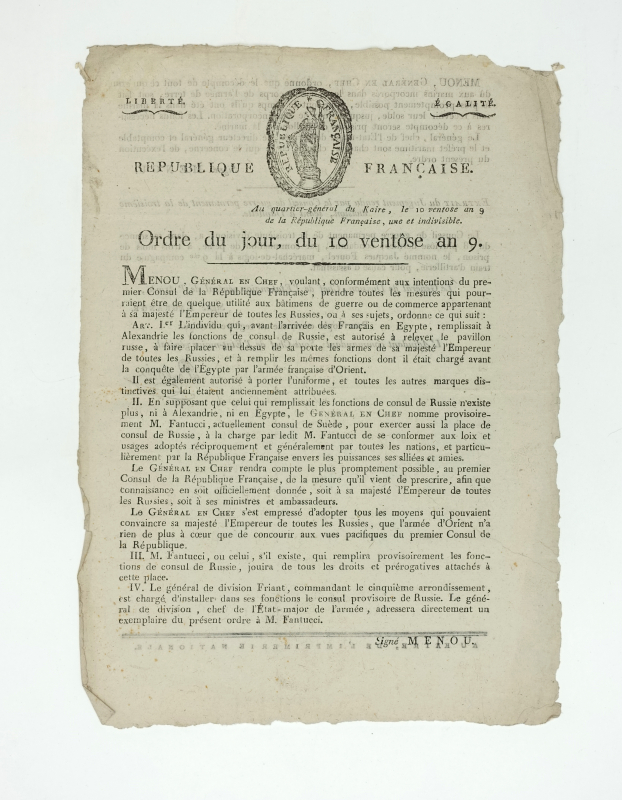 LIBERTÉ.
ÉGALITÉ.
RÉPUBLIQUE FRANÇAISE
REPUBLIQUE FRANÇAISE.
Au quartier-général du Kaire, le 10 ventose an 9
de la République Française, une et indivisible.
Ordre du jour, du 10 ventôse an 9.
MENOU, GÉNÉRAL EN CHEF, voulant, conformément aux intentions du pre-
mier Consul de la République Française, prendre toutes les mesures qui pour-
raient être de quelque utilité aux bâtimens de guerre ou de commerce appartenant
à sa majesté l'Empereur de toutes les Russies, ou à ses sujets, ordonne ce qui suit :
ART. I.er L'individu qui, avant l'arrivée des Français en Egypte, remplissait à
Alexandrie les fonctions de consul de Russie, est autorisé à relever le pavillon
russe, à faire placer au dessus de sa porte les armes de sa majesté l'Empereur
de toutes les Russies, et à remplir les mêmes fonctions dont il était chargé avant
la conquête de l'Egypte par l'armée française d'Orient.
Il est également autorisé à porter l'uniforme, et toutes les autres marques dis-
tinctives qui lui étaient anciennement attribuées.
II. En supposant que celui qui remplissait les fonctions de consul de Russie n'existe
plus, ni à Alexandrie, ni en Egypte, le GÉNÉRAL EN CHEF nomme provisoire-
ment M. Fantucci, actuellement consul de Suède, pour exercer aussi la place de
consul de Russie, à la charge par ledit M. Fantucci de se conformer aux loix et
usages adoptés réciproquement et généralement par toutes les nations, et particu-
lièrement par la République Française envers les puissances ses alliées et amies.
Le GÉNÉRAL EN CHEF rendra compte le plus promptement possible, au premier
Consul de la République Française, de la mesure qu'il vient de prescrire, afin que
connaissance en soit officiellement donnée, soit à sa majesté l'Empereur de toutes
les Russies, soit à ses ministres et ambassadeurs.
Le GÉNÉRAL EN CHEF s'est empressé d'adopter tous les moyens qui pouvaient
convaincre sa majesté l'Empereur de toutes les Russies, que l'armée d'Orient n'a
rien de plus à cœur que de concourir aux vues pacifiques du premier Consul de
la République.
III. M. Fantucci, ou celui, s'il existe, qui remplira provisoirement les fonc-
tions de consul de Russie, jouira de tous les droits et prérogatives attachés à
cette place.
IV. Le général de division Friant, commandant le cinquième arrondissement,
est chargé d'installer dans ses fonctions le consul provisoire de Russie. Le géné-
ral de division, chef de l'État-major de l'armée, adressera directement un
exemplaire du présent ordre à M. Fantucci.
Signé MENOU.